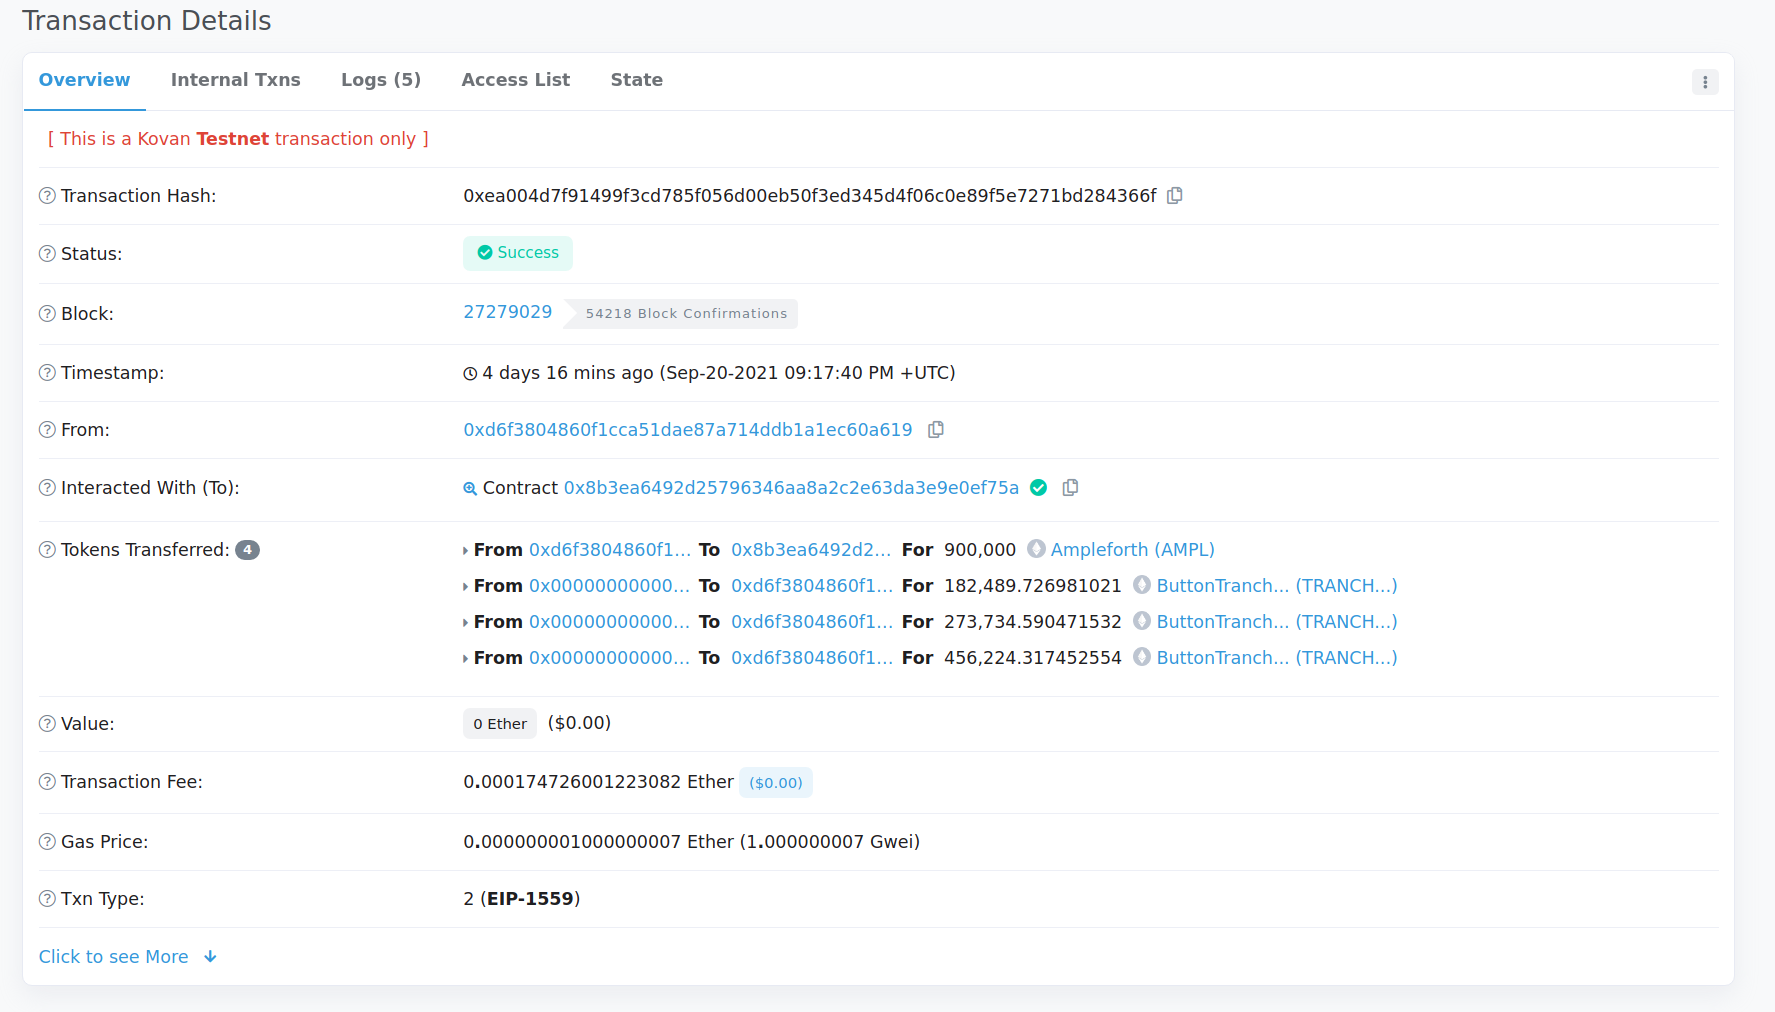 Transaction Details
Overview Internal Txns Logs (5) Access List State
[ This is a Kovan Testnet transaction only ]
Transaction Hash: 0xea004d7f91499f3cd785f056d00eb50f3ed345d4f06c0e89f5e7271bd284366f
Status: Success
Block: 27279029 54218 Block Confirmations
Timestamp: 4 days 16 mins ago (Sep-20-2021 09:17:40 PM +UTC)
From: 0xd6f3804860f1cca51dae87a714ddb1a1ec60a619
Interacted With (To): Contract 0x8b3ea6492d25796346aa8a2c2e63da3e9e0ef75a
Tokens Transferred: 4 From 0xd6f3804860f1... To 0x8b3ea6492d2... For 900,000 Ampleforth (AMPL)
From 0x00000000000... To 0xd6f3804860f1... For 182,489.726981021 ButtonTranch... (TRANCH...)
From 0x00000000000... To 0xd6f3804860f1... For 273,734.590471532 ButtonTranch... (TRANCH...)
From 0x00000000000... To 0xd6f3804860f1... For 456,224.317452554 ButtonTranch... (TRANCH...)
Value: 0 Ether ($0.00)
Transaction Fee: 0.000174726001223082 Ether ($0.00)
Gas Price: 0.000000001000000007 Ether (1.000000007 Gwei)
Txn Type: 2 (EIP-1559)
Click to see More